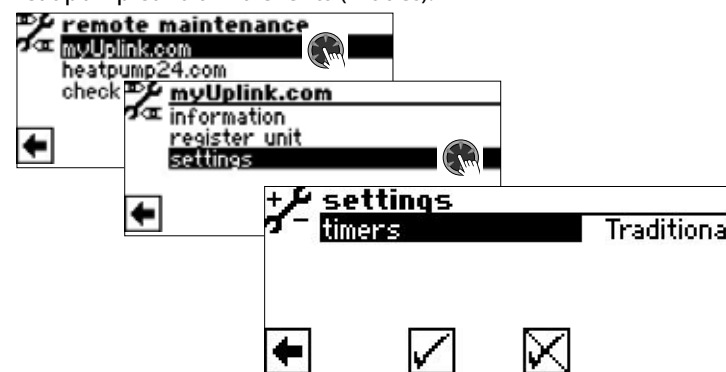 remote maintenance
myUplink.com
heatpump24.com
check
myUplink.com
information
register unit
settings
settings
timers Traditiona